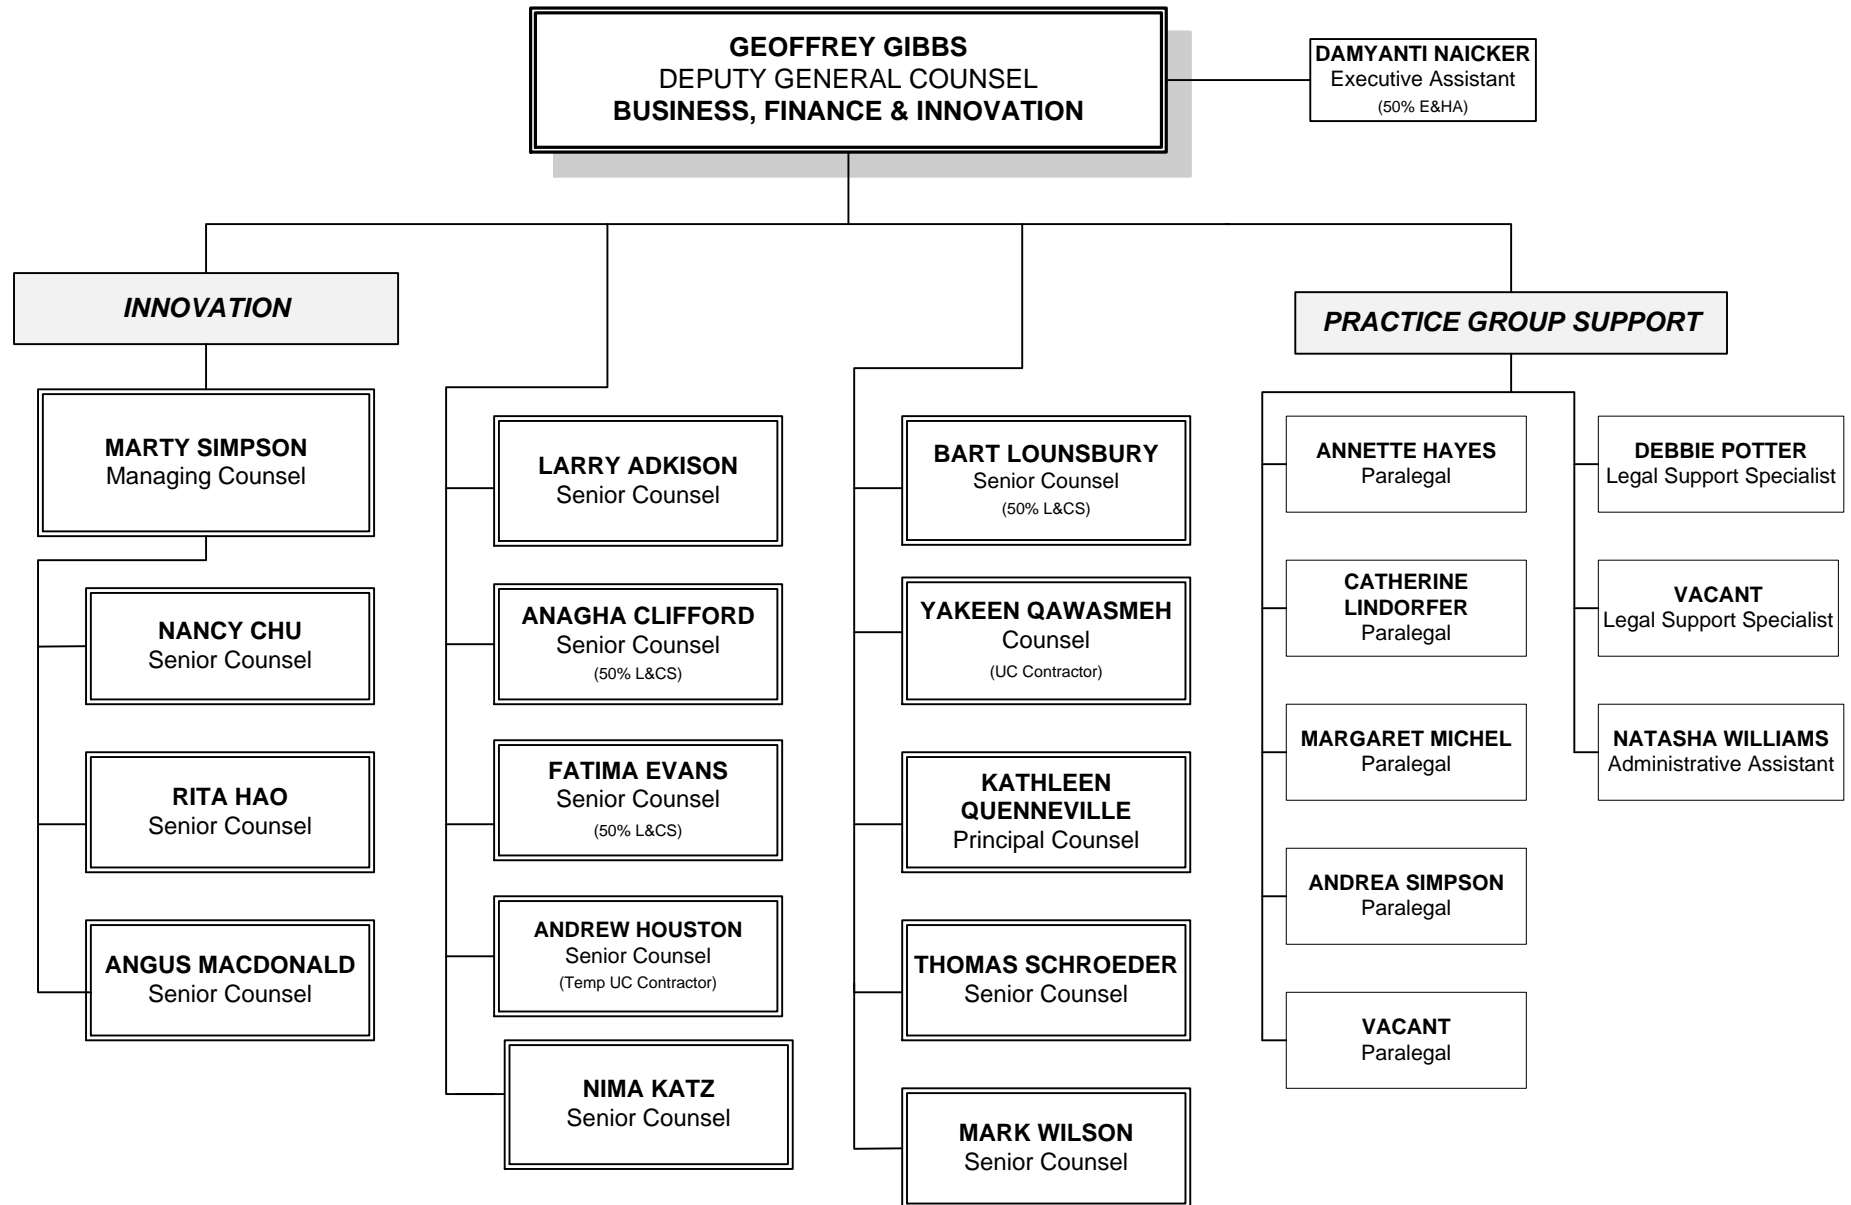 GEOFFREY GIBBS
DEPUTY GENERAL COUNSEL
BUSINESS, FINANCE & INNOVATION
DAMYANTI NAICKER
Executive Assistant
(50% E&HA)
INNOVATION
MARTY SIMPSON
Managing Counsel
NANCY CHU
Senior Counsel
RITA HAO
Senior Counsel
ANGUS MACDONALD
Senior Counsel
LARRY ADKISON
Senior Counsel
ANAGHA CLIFFORD
Senior Counsel
(50% L&CS)
FATIMA EVANS
Senior Counsel
(50% L&CS)
ANDREW HOUSTON
Senior Counsel
(Temp UC Contractor)
NIMA KATZ
Senior Counsel
BART LOUNSBURY
Senior Counsel
(50% L&CS)
YAKEEN QAWASMEH
Counsel
(UC Contractor)
KATHLEEN
QUENNEVILLE
Principal Counsel
THOMAS SCHROEDER
Senior Counsel
MARK WILSON
Senior Counsel
PRACTICE GROUP SUPPORT
ANNETTE HAYES
Paralegal
CATHERINE
LINDORFER
Paralegal
MARGARET MICHEL
Paralegal
ANDREA SIMPSON
Paralegal
VACANT
Paralegal
DEBBIE POTTER
Legal Support Specialist
VACANT
Legal Support Specialist
NATASHA WILLIAMS
Administrative Assistant